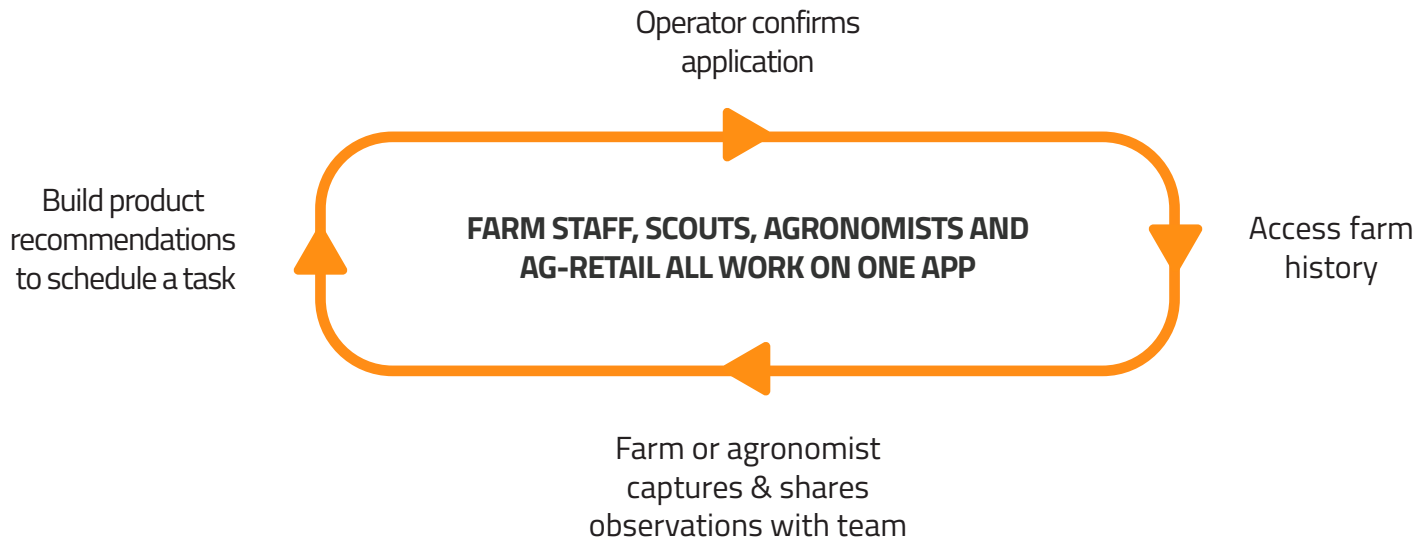 Operator confirms
application
Build product
recommendations
to schedule a task
FARM STAFF, SCOUTS, AGRONOMISTS AND
AG-RETAIL ALL WORK ON ONE APP
Access farm
history
Farm or agronomist
captures & shares
observations with team